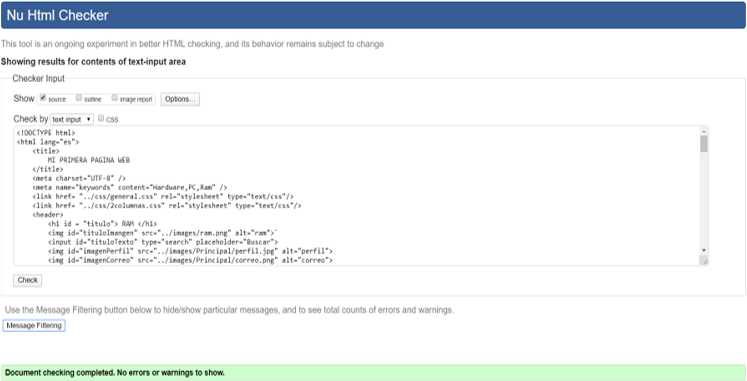 Nu Html Checker
This tool is an ongoing experiment in better HTML checking, and its behavior remains subject to change
Showing results for contents of text-input area
Checker Input
Show source outline image report Options...
Check by text input css
<!DOCTYPE html>
<html lang="es">
<title>
MI PRIMERA PAGINA WEB
</title>
<meta charset="UTF-8" />
<meta name="keywords" content="Hardware,PC,Ram" />
<link href= "../css/general.css" rel="stylesheet" type="text/css"/>
<link href= "../css/2columnas.css" rel="stylesheet" type="text/css"/>
<header>
<h1 id = "titulo"> RAM </h1>
<img id="tituloImangen" src="../images/ram.png" alt="ram">`
<input id="tituloTexto" type="search" placeholder="Buscar">
<img id="imagenPerfil" src="../images/Principal/perfil.jpg" alt="perfil">
<img id="imagenCorreo" src="../images/Principal/correo.png" alt="correo">
Check
Use the Message Filtering button below to hide/show particular messages, and to see total counts of errors and warnings.
Message Filtering
Document checking completed. No errors or warnings to show.